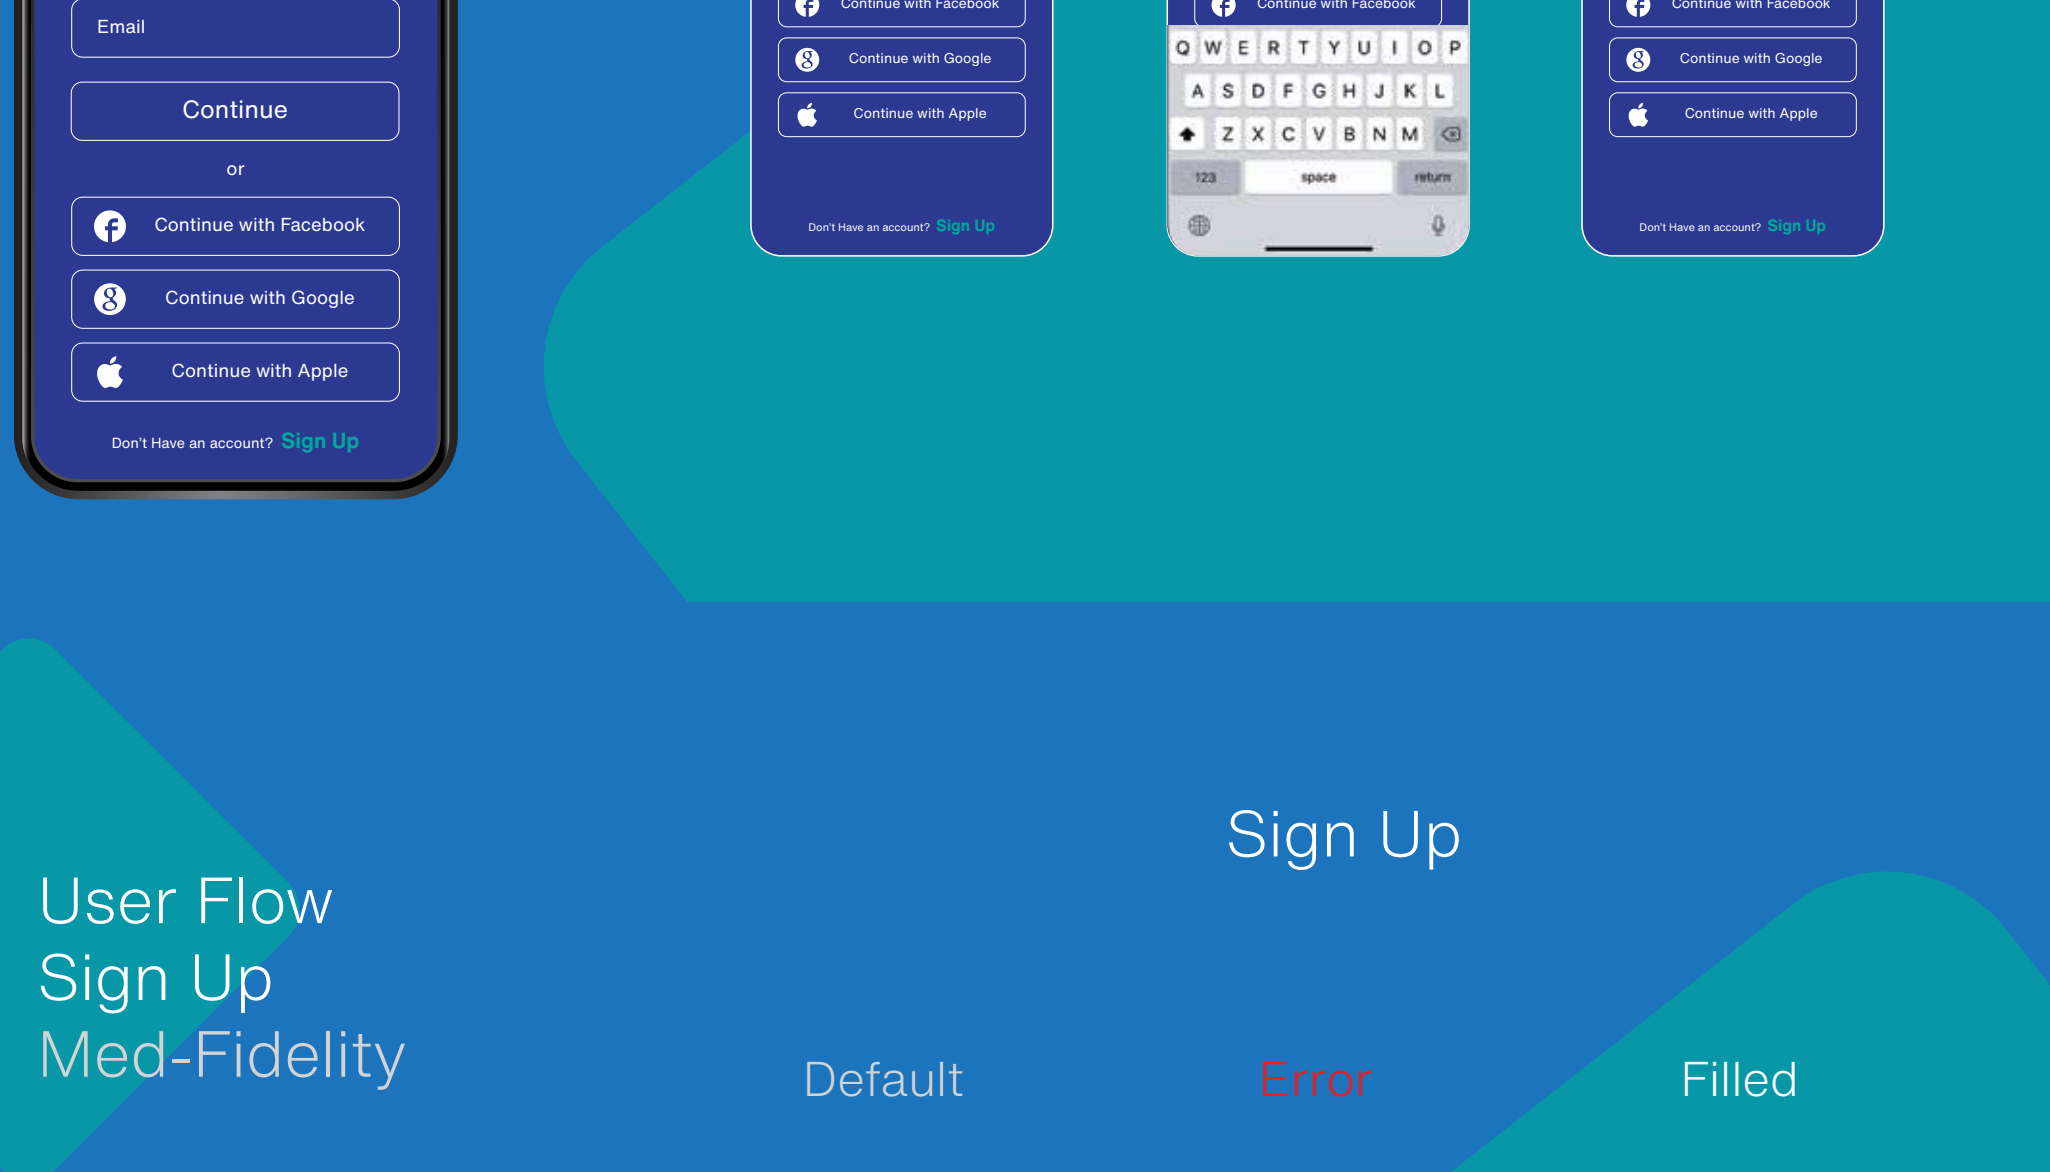 Email
Continue
or
Continue with Facebook
Continue with Google
Continue with Apple
Don't Have an account? Sign Up
Continue with Facebook
Continue with Google
Continue with Apple
Don't Have an account? Sign Up
Continue with Facebook
Q W E R T Y U I O P
A S D F G H J K L
Z X C V B N M
123 space return
Continue with Facebook
Continue with Google
Continue with Apple
Don't Have an account? Sign Up
User Flow
Sign Up
Med-Fidelity
Sign Up
Default
Error
Filled